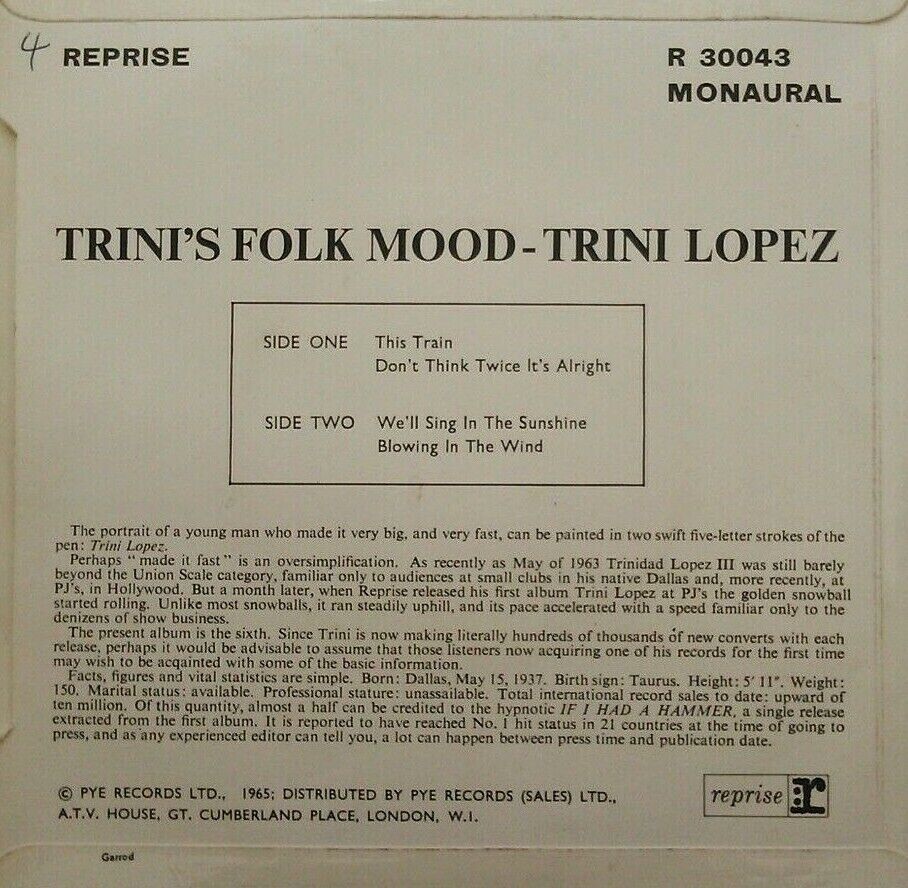 4 REPRISE R 30043
MONAURAL
TRINI'S FOLK MOOD-TRINI LOPEZ
SIDE ONE This Train
Don't Think Twice It's Alright
SIDE TWO We'll Sing In The Sunshine
Blowing In The Wind
The portrait of a young man who made it very big, and very fast, can be painted in two swift five-letter strokes of the
pen: Trini Lopez.
Perhaps "made it fast" is an oversimplification. As recently as May of 1963 Trinidad Lopez III was still barely
beyond the Union Scale category, familiar only to audiences at small clubs in his native Dallas and, more recently, at
PJ's, in Hollywood. But a month later, when Reprise released his first album Trini Lopez at PJ's the golden snowball
started rolling. Unlike most snowballs, it ran steadily uphill, and its pace accelerated with a speed familiar only to the
denizens of show business.
The present album is the sixth. Since Trini is now making literally hundreds of thousands of new converts with each
release, perhaps it would be advisable to assume that those listeners now acquiring one of his records for the first time
may wish to be acqainted with some of the basic information.
Facts, figures and vital statistics are simple. Born: Dallas, May 15, 1937. Birth sign: Taurus. Height: 5' 11". Weight:
150. Marital status: available. Professional stature: unassailable. Total international record sales to date: upward of
ten million. Of this quantity, almost a half can be credited to the hypnotic IF I HAD A HAMMER, a single release
extracted from the first album. It is reported to have reached No. 1 hit status in 21 countries at the time of going to
press, and as any experienced editor can tell you, a lot can happen between press time and publication date.
© PYE RECORDS LTD., 1965; DISTRIBUTED BY PYE RECORDS (SALES) LTD.,
A.T.V. HOUSE, GT. CUMBERLAND PLACE, LONDON, W.I.
reprise r
Garrod